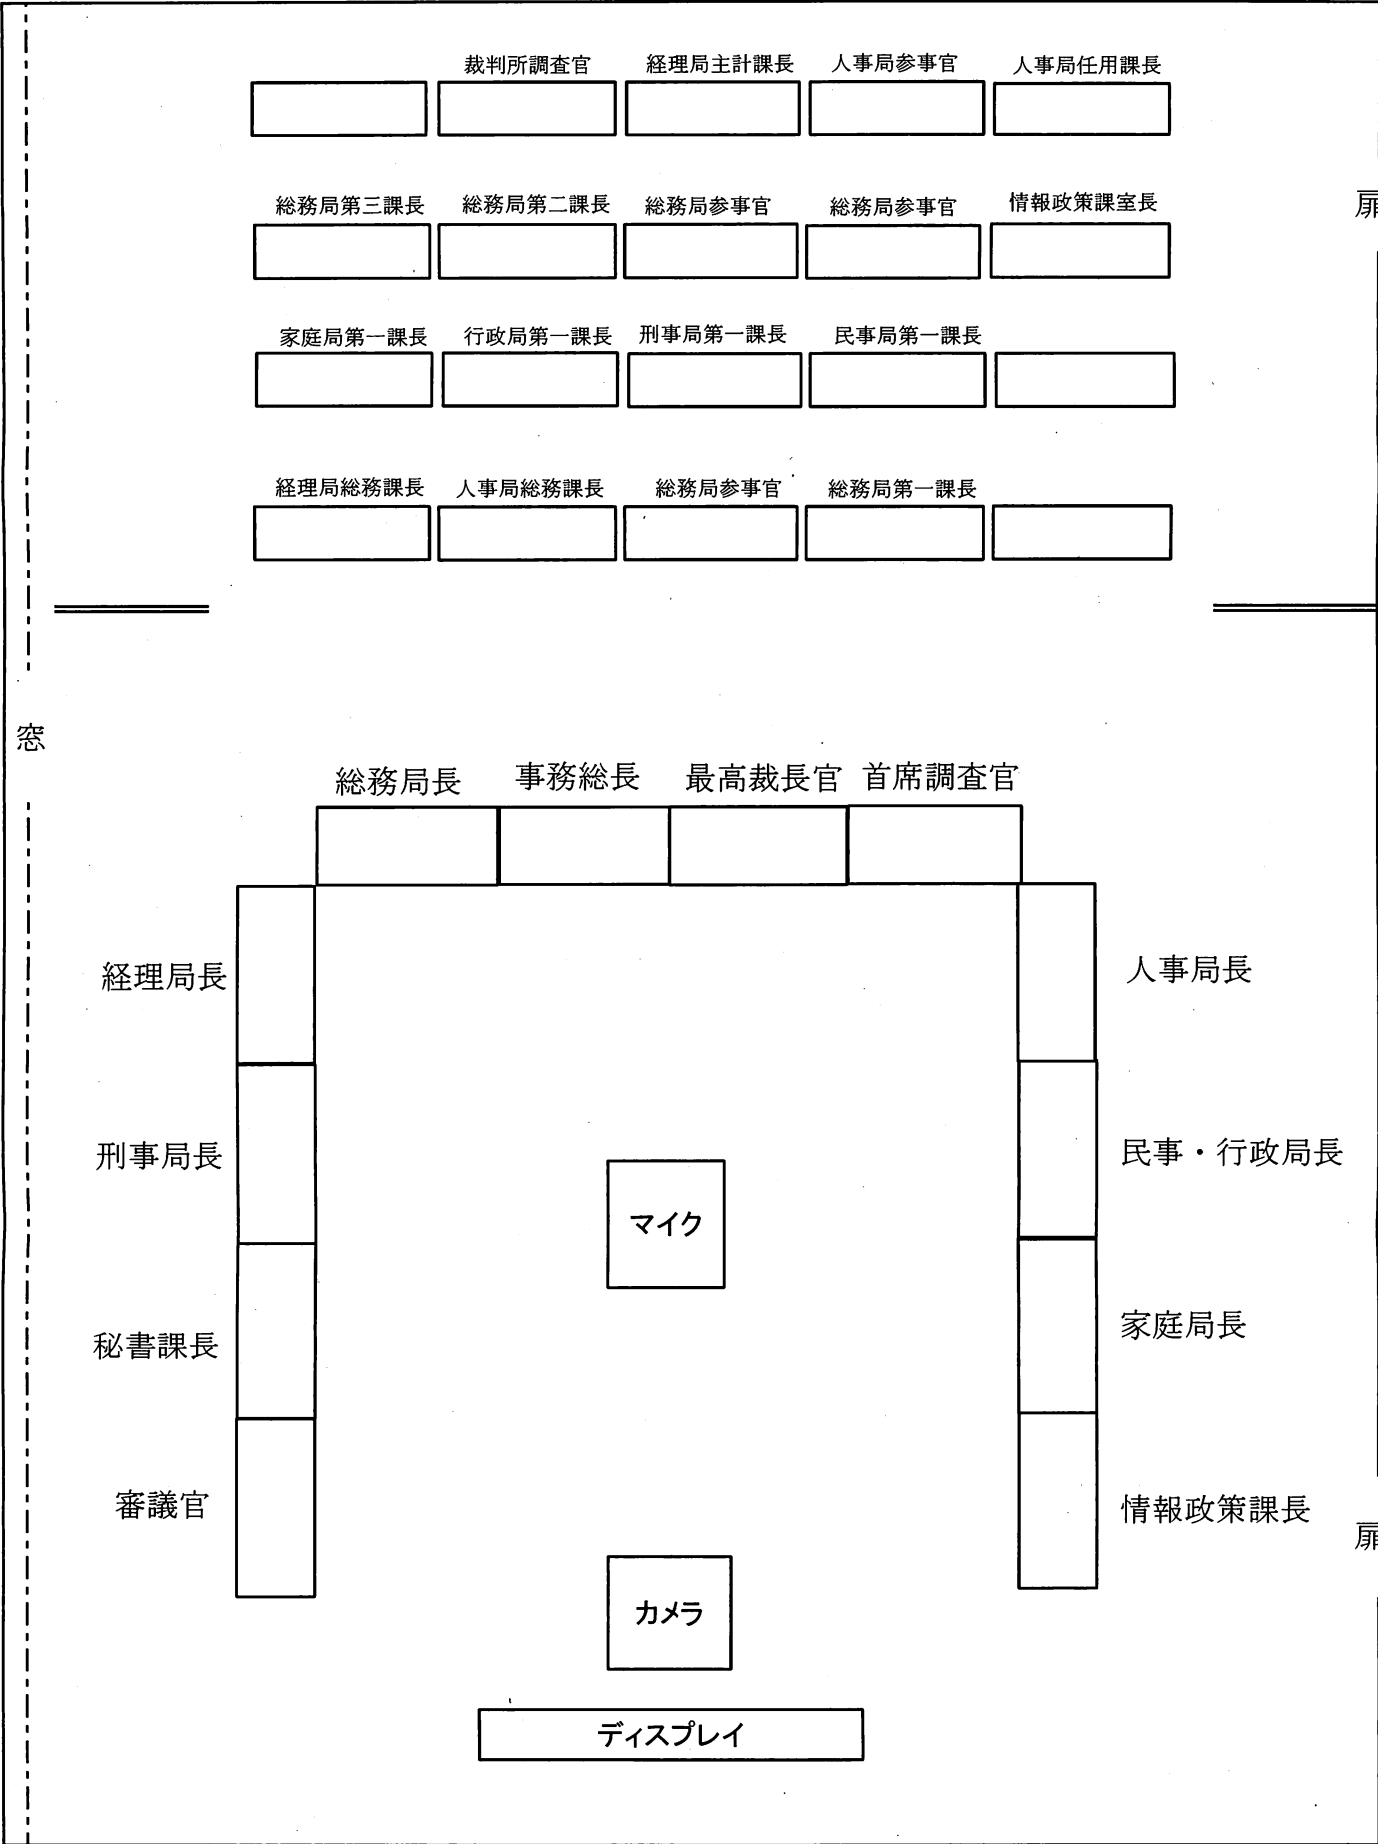 裁判所調査官 経理局主計課長 人事局参事官 人事局任用課長
扉
総務局第三課長 総務局第二課長 総務局参事官 総務局参事官 情報政策課室長
家庭局第一課長 行政局第一課長 刑事局第一課長 民事局第一課長
経理局総務課長 人事局総務課長 総務局参事官 総務局第一課長
窓
総務局長 事務総長 最高裁長官 首席調査官
経理局長 人事局長
刑事局長 民事・行政局長
マイク
秘書課長 家庭局長
審議官 情報政策課長
扉
カメラ
ディスプレイ